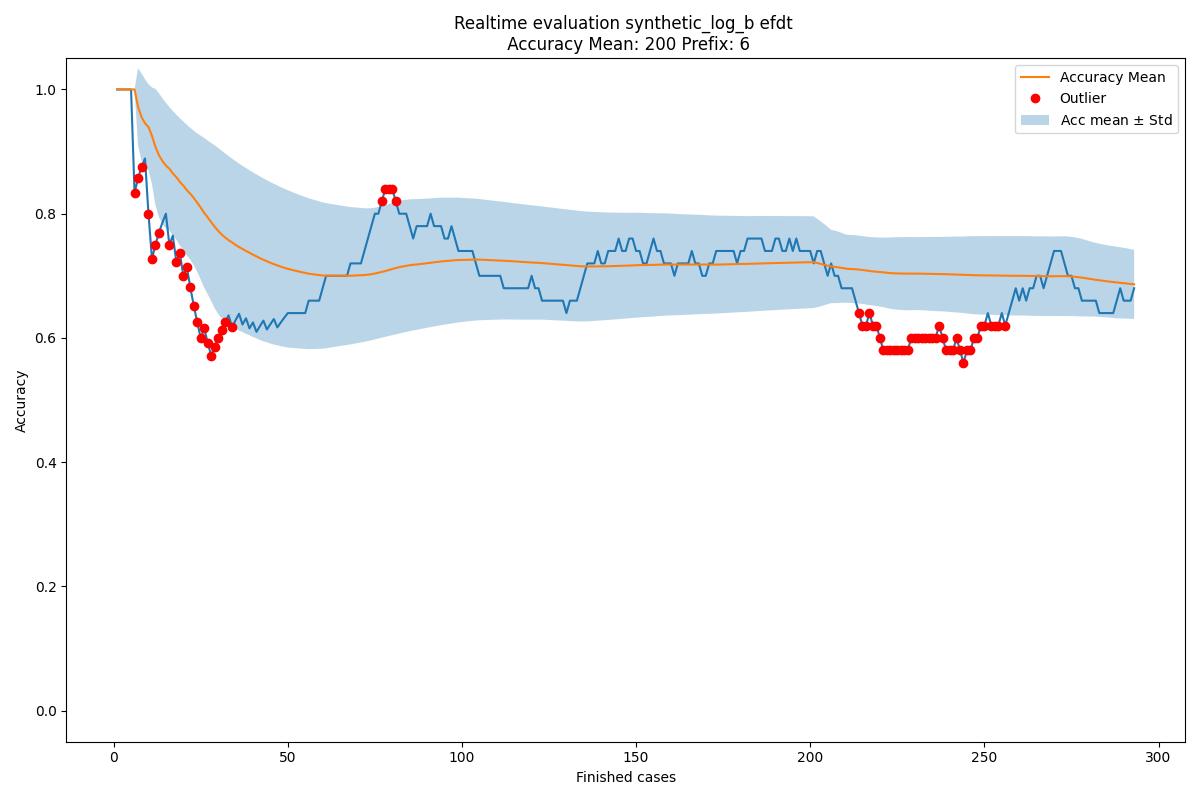 Realtime evaluation synthetic_log_b efdt
Accuracy Mean: 200 Prefix: 6
Accuracy Mean
Outlier
Acc mean ± Std
1.0
0.8
0.6
0.4
0.2
0.0
Accuracy
0 50 100 150 200 250 300
Finished cases